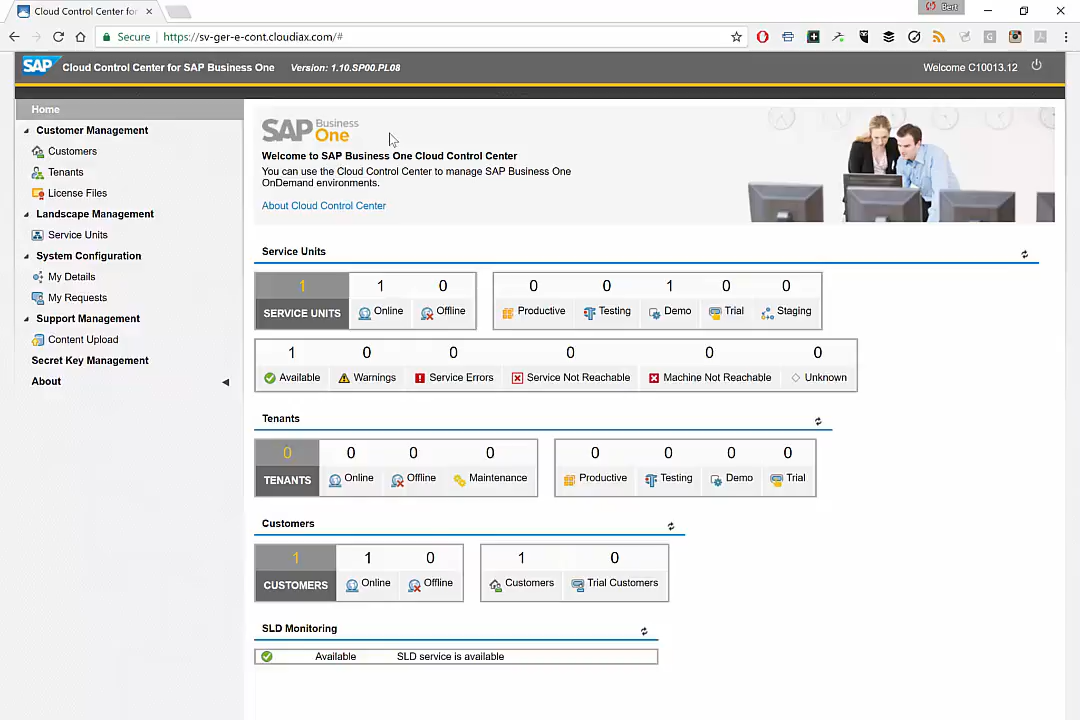 Cloud Control Center for
Bert
Secure
https://sv-ger-e-cont.cloudiax.com/#
SAP Cloud Control Center for SAP Business One Version: 1.10.SP00.PL08
Welcome C10013.12
Home
Customer Management
Customers
Tenants
License Files
Landscape Management
Service Units
System Configuration
My Details
My Requests
Support Management
Content Upload
Secret Key Management
About
SAP Business One
Welcome to SAP Business One Cloud Control Center
You can use the Cloud Control Center to manage SAP Business One
OnDemand environments.
About Cloud Control Center
Service Units
1 1 0 0 0 1 0 0
SERVICE UNITS Online Offline Productive Testing Demo Trial Staging
1 0 0 0 0 0
Available Warnings Service Errors Service Not Reachable Machine Not Reachable Unknown
Tenants
0 0 0 0 0 0 0 0
TENANTS Online Offline Maintenance Productive Testing Demo Trial
Customers
1 1 0 1 0
CUSTOMERS Online Offline Customers Trial Customers
SLD Monitoring
Available SLD service is available